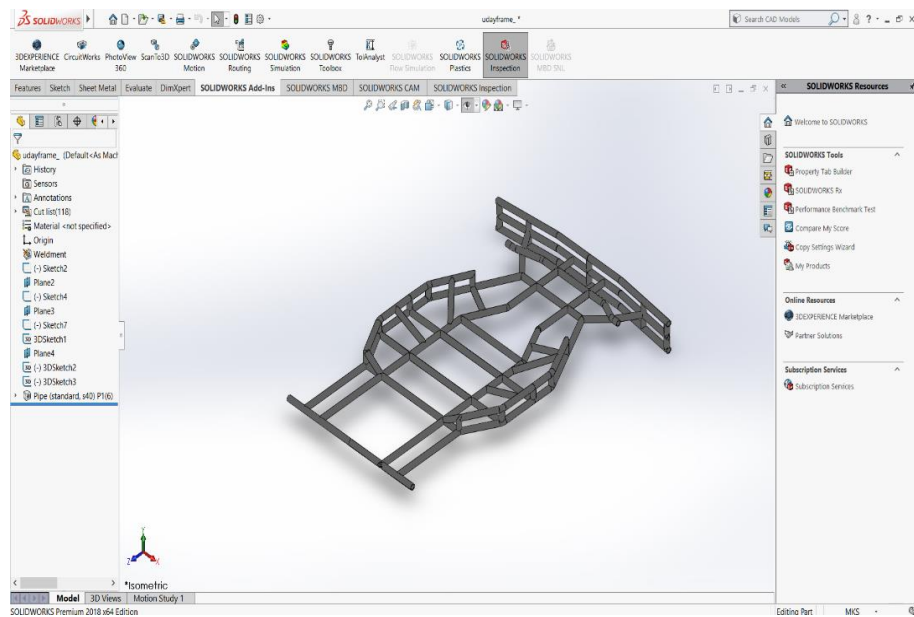 SOLIDWORKS
udayframe_ *
Search CAD Models
3DEXPERIENCE Marketplace
CircuitWorks
PhotoView 360
ScanTo3D
SOLIDWORKS Motion
SOLIDWORKS Routing
SOLIDWORKS Simulation
SOLIDWORKS Toolbox
TolAnalyst
SOLIDWORKS Flow Simulation
SOLIDWORKS Plastics
SOLIDWORKS Inspection
SOLIDWORKS MBD SNL
Features Sketch Sheet Metal Evaluate DimXpert SOLIDWORKS Add-Ins SOLIDWORKS MBD SOLIDWORKS CAM SOLIDWORKS Inspection
udayframe_ (Default<As Mach
History
Sensors
Annotations
Cut list(118)
Material <not specified>
Origin
Weldment
(-) Sketch2
Plane2
(-) Sketch4
Plane3
(-) Sketch7
3DSketch1
Plane4
(-) 3DSketch2
(-) 3DSketch3
Pipe (standard, s40) P1(6)
Y
Z
X
*Isometric
Model 3D Views Motion Study 1
SOLIDWORKS Premium 2018 x64 Edition
Editing Part MKS
SOLIDWORKS Resources
Welcome to SOLIDWORKS
SOLIDWORKS Tools
Property Tab Builder
SOLIDWORKS Rx
Performance Benchmark Test
Compare My Score
Copy Settings Wizard
My Products
Online Resources
3DEXPERIENCE Marketplace
Partner Solutions
Subscription Services
Subscription Services